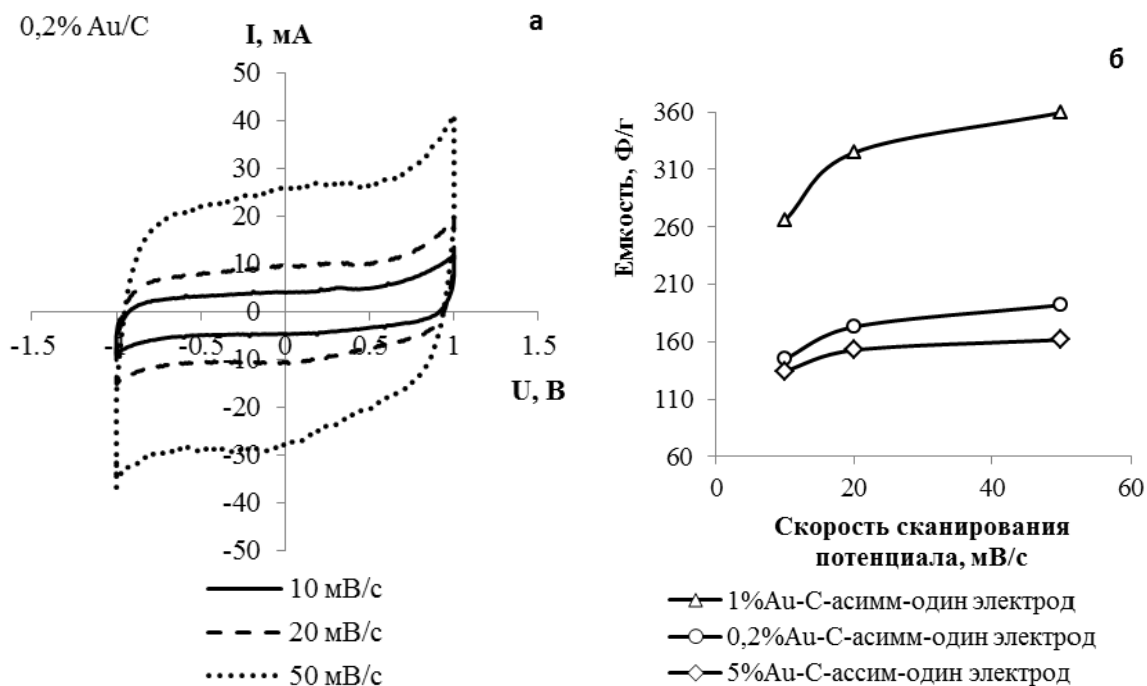 0,2% Au/C
а
I, мА
50
40
30
20
10
0
-10
-20
-30
-40
-50
-1.5
-1
-0.5
0
0.5
1
1.5
U, В
10 мВ/с
20 мВ/с
50 мВ/с
б
Емкость, Ф/г
360
310
260
210
160
110
60
0
20
40
60
Скорость сканирования
потенциала, мВ/с
1%Au-C-асимм-один электрод
0,2%Au-C-асимм-один электрод
5%Au-C-ассим-один электрод